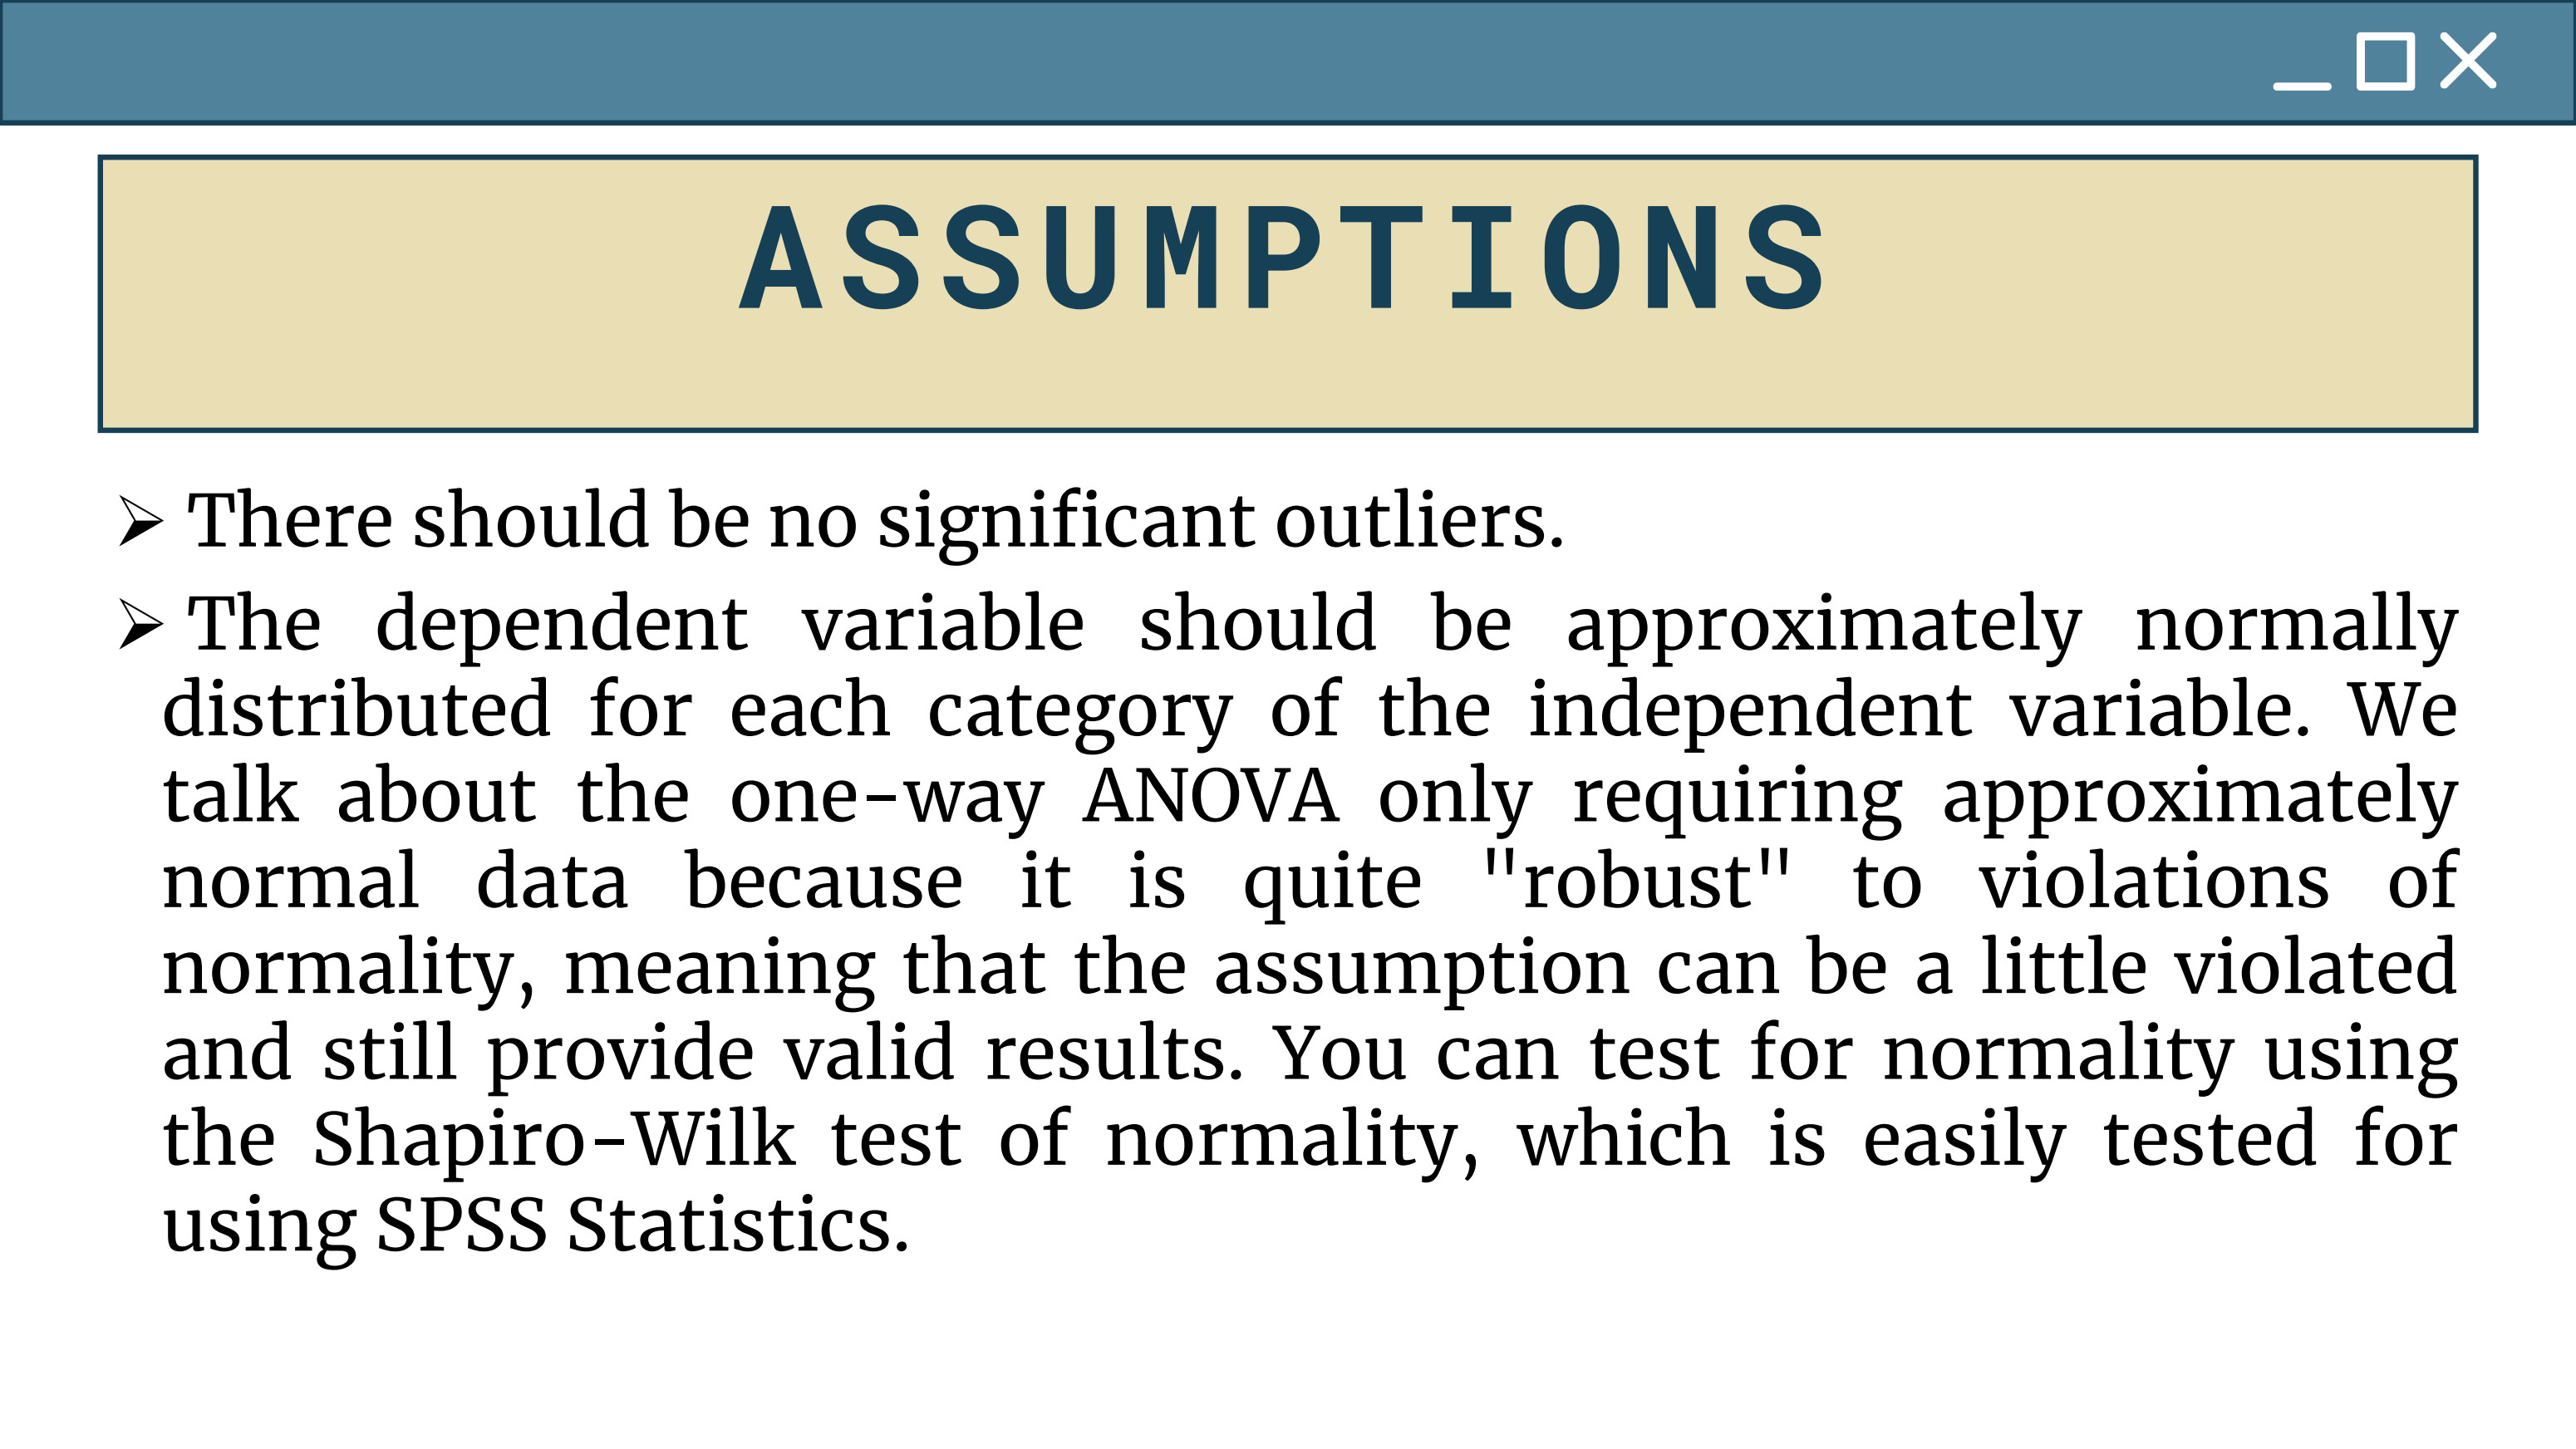 ASSUMPTIONS
➢ There should be no significant outliers.
➢ The dependent variable should be approximately normally
distributed for each category of the independent variable. We
talk about the one-way ANOVA only requiring approximately
normal data because it is quite "robust" to violations of
normality, meaning that the assumption can be a little violated
and still provide valid results. You can test for normality using
the Shapiro-Wilk test of normality, which is easily tested for
using SPSS Statistics.